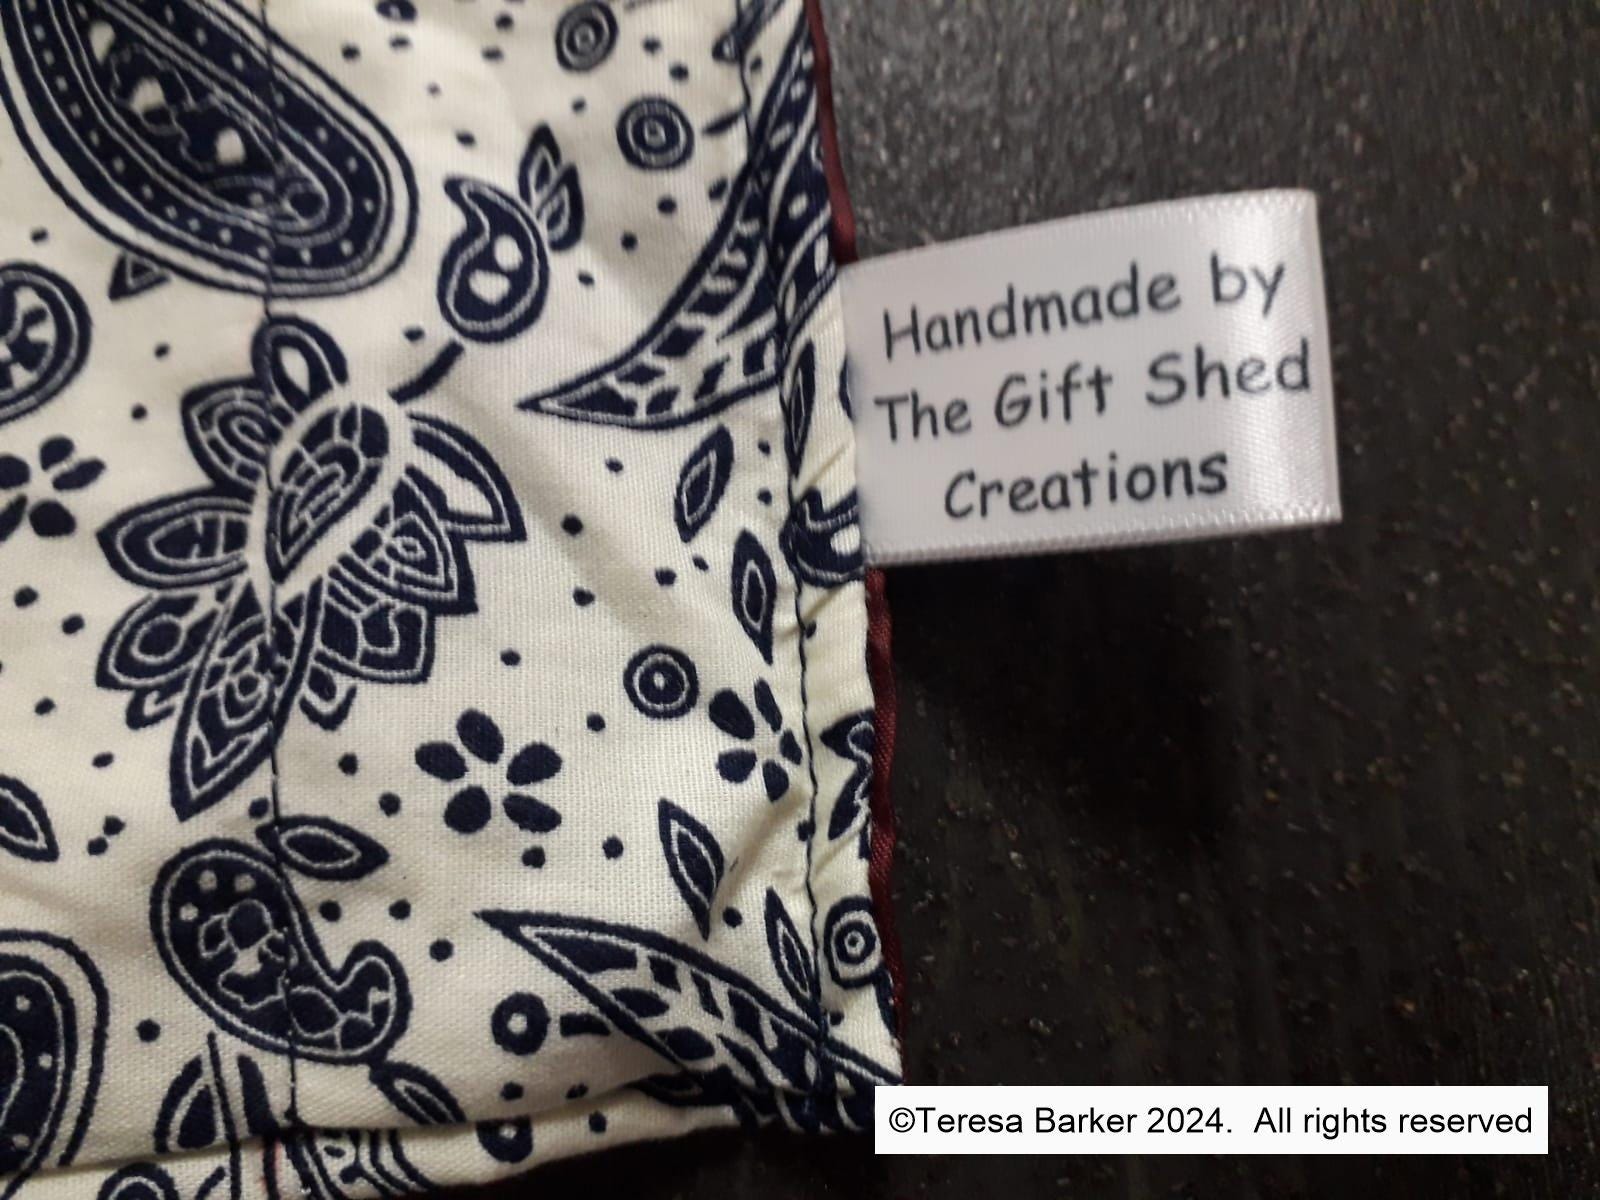 Handmade by
The Gift Shed
Creations
©Teresa Barker 2024.  All rights reserved